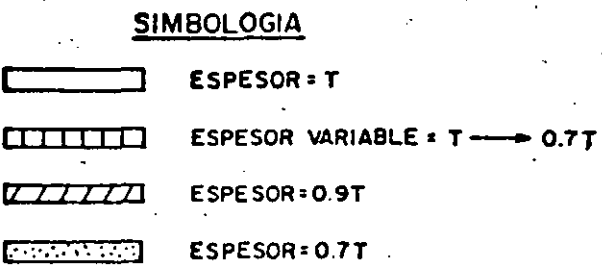 SIMBOLOGIA
ESPESOR = T
ESPESOR VARIABLE = T → 0.7T
ESPESOR = 0.9T
ESPESOR = 0.7T